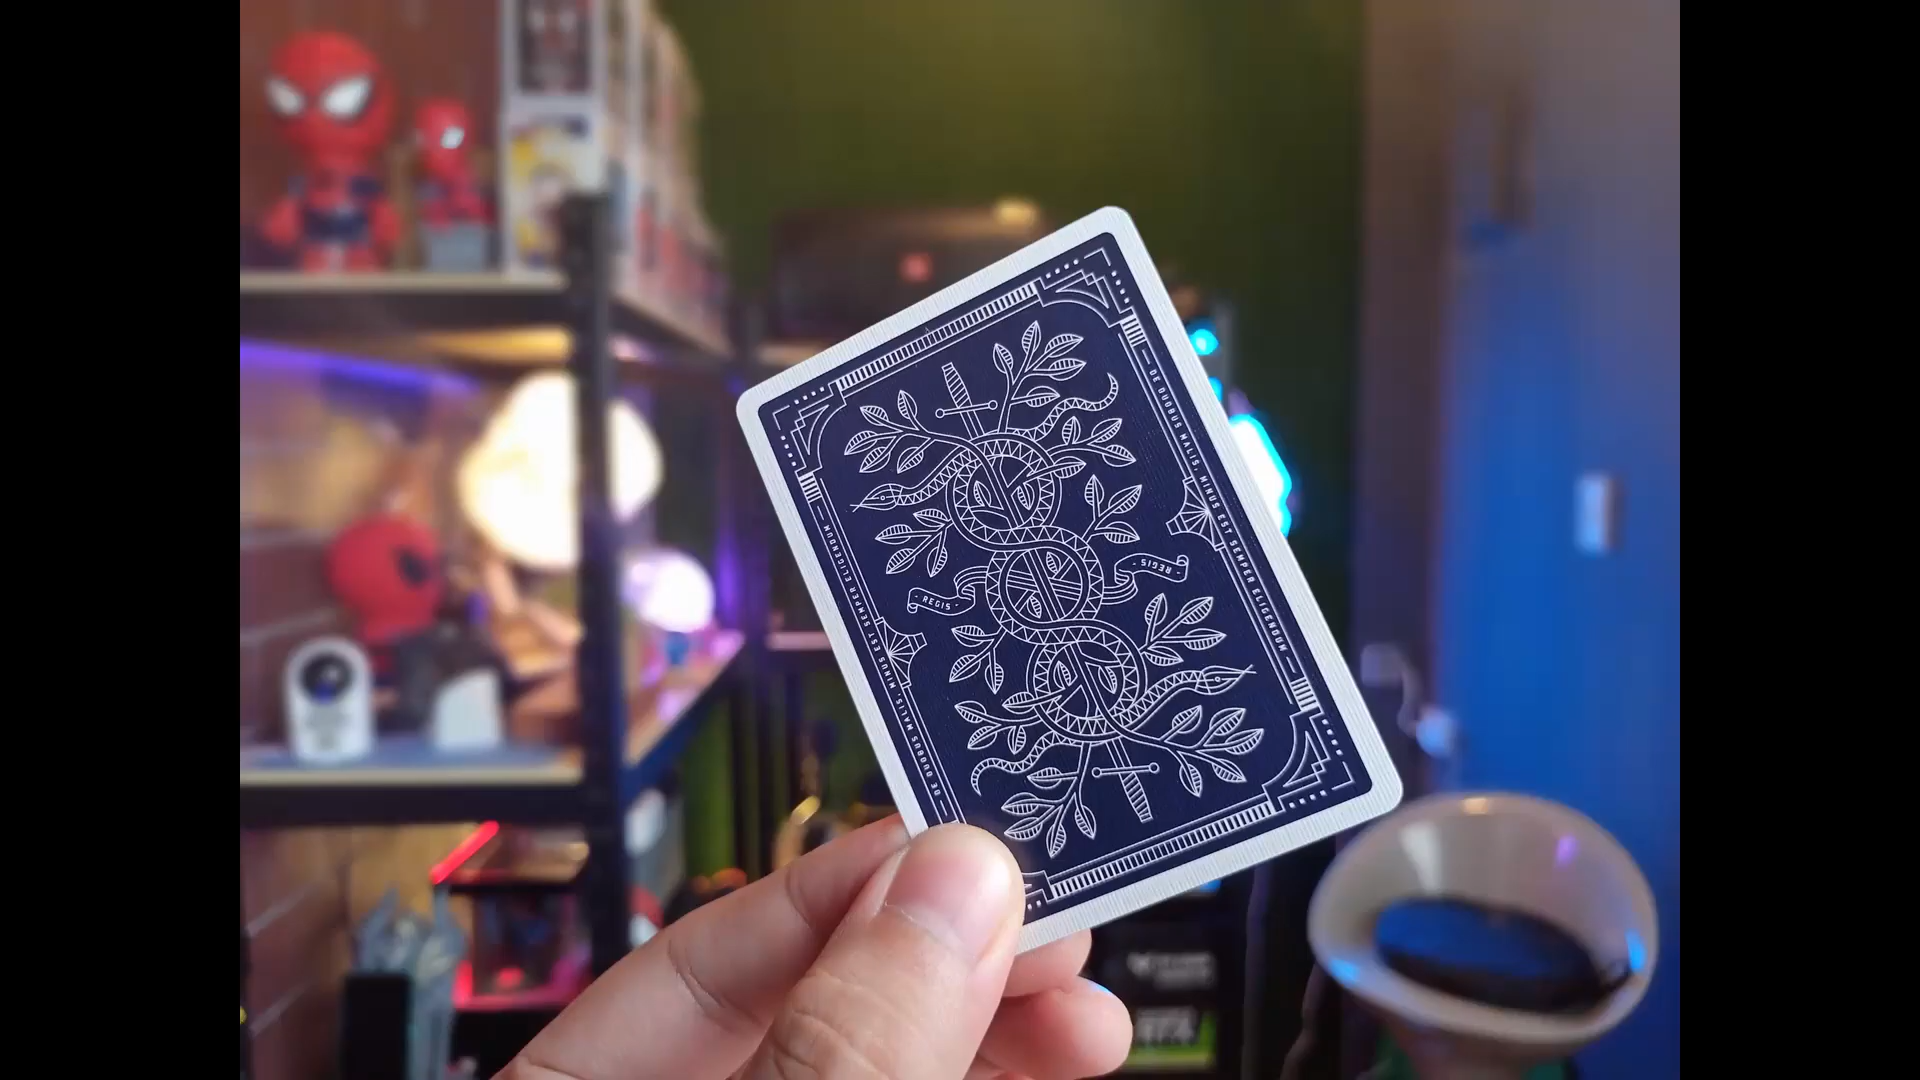 DE DUOBUS MALIS, MINUS EST SEMPER ELIGENDUM
- REGIS -
- REGIS -
DE DUOBUS MALIS, MINUS EST SEMPER ELIGENDUM